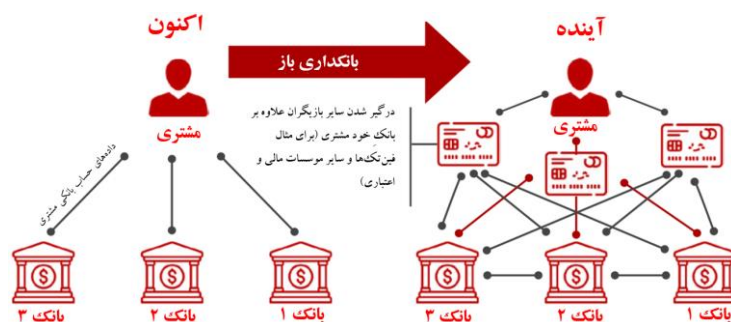 اکنون
آینده
بانکداری باز
مشتری
مشتری
درگیر شدن سایر بازیگران علاوه بر
بانکِ خود مشتری (برای مثال
فین‌تک‌ها و سایر موسسات مالی و
اعتباری)
داده‌های حساب بانکی مشتری
بانک ۱
بانک ۲
بانک ۳
بانک ۱
بانک ۲
بانک ۳